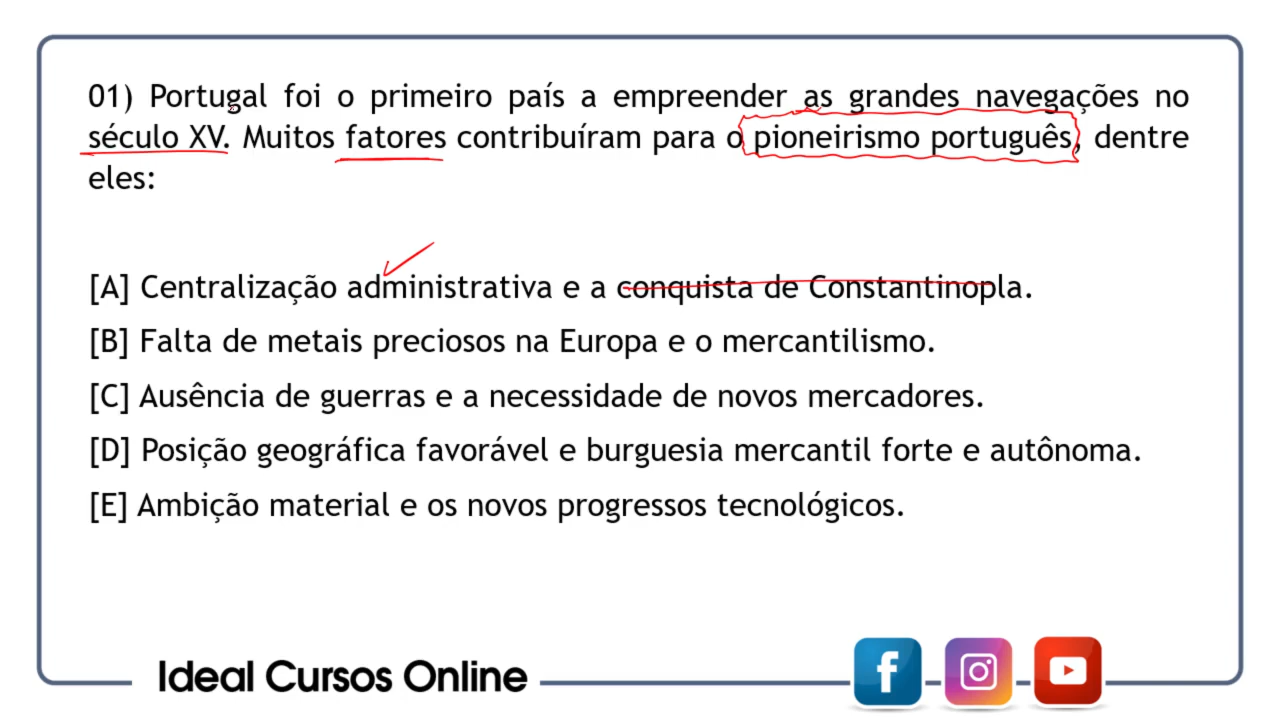 01) Portugal foi o primeiro país a empreender as grandes navegações no
século XV. Muitos fatores contribuíram para o pioneirismo português, dentre
eles:
[A] Centralização administrativa e a conquista de Constantinopla.
[B] Falta de metais preciosos na Europa e o mercantilismo.
[C] Ausência de guerras e a necessidade de novos mercadores.
[D] Posição geográfica favorável e burguesia mercantil forte e autônoma.
[E] Ambição material e os novos progressos tecnológicos.
Ideal Cursos Online